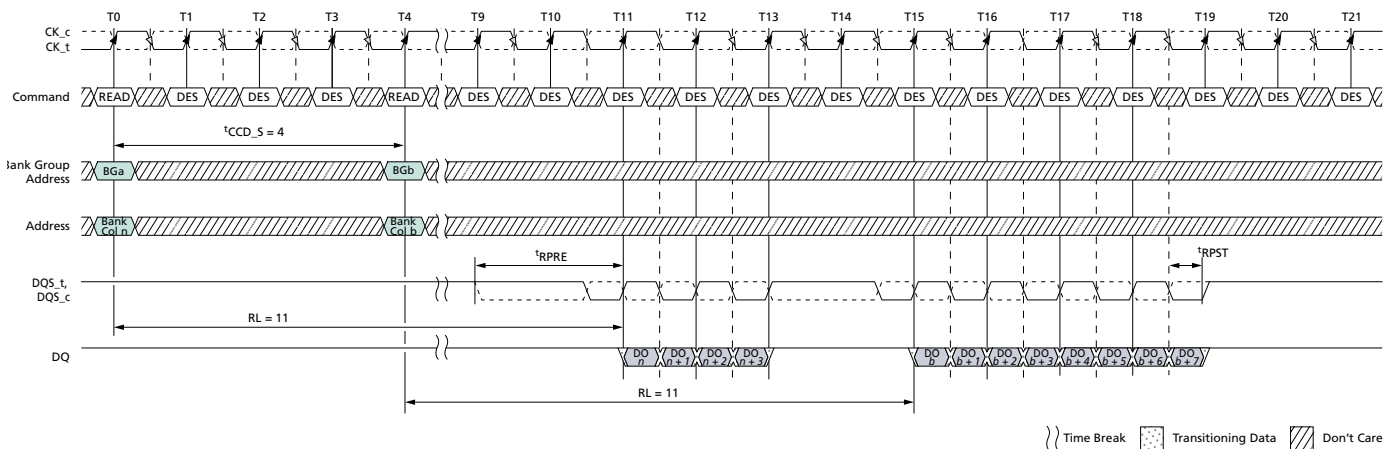 T0 T1 T2 T3 T4 T9 T10 T11 T12 T13 T14 T15 T16 T17 T18 T19 T20 T21
CK_c
CK_t
Command READ DES DES DES READ DES DES DES DES DES DES DES DES DES DES DES DES DES
tCCD_S = 4
Bank Group
Address
BGa BGb
Address
Bank
Col n
Bank
Col b
tRPRE tRPST
DQS_t,
DQS_c
RL = 11
DQ
DO
n
DO
n + 1
DO
n + 2
DO
n + 3
DO
b
DO
b + 1
DO
b + 2
DO
b + 3
DO
b + 4
DO
b + 5
DO
b + 6
DO
b + 7
RL = 11
Time Break Transitioning Data Don't Care